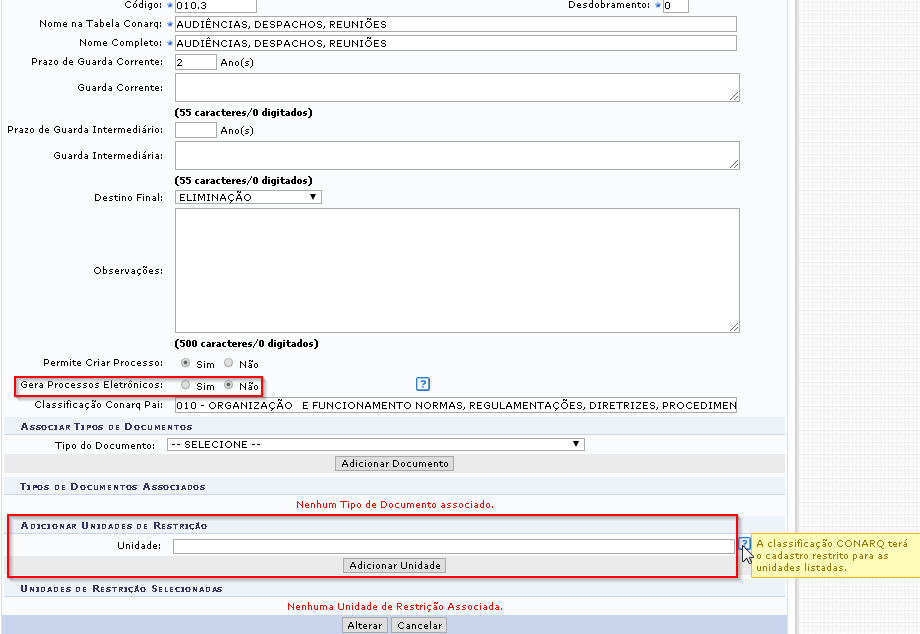 Código: ★ 010.3 Desdobramento: ★ 0
Nome na Tabela Conarq: ★ AUDIÊNCIAS, DESPACHOS, REUNIÕES
Nome Completo: ★ AUDIÊNCIAS, DESPACHOS, REUNIÕES
Prazo de Guarda Corrente: 2 Ano(s)
Guarda Corrente:
(55 caracteres/0 digitados)
Prazo de Guarda Intermediário: Ano(s)
Guarda Intermediária:
(55 caracteres/0 digitados)
Destino Final: ELIMINAÇÃO
Observações:
(500 caracteres/0 digitados)
Permite Criar Processo: Sim Não
Gera Processos Eletrônicos: Sim Não ?
Classificação Conarq Pai: 010 - ORGANIZAÇÃO E FUNCIONAMENTO NORMAS, REGULAMENTAÇÕES, DIRETRIZES, PROCEDIMEN
ASSOCIAR TIPOS DE DOCUMENTOS
Tipo do Documento: -- SELECIONE --
Adicionar Documento
TIPOS DE DOCUMENTOS ASSOCIADOS
Nenhum Tipo de Documento associado.
ADICIONAR UNIDADES DE RESTRIÇÃO
Unidade: ?
A classificação CONARQ terá
o cadastro restrito para as
unidades listadas.
Adicionar Unidade
UNIDADES DE RESTRIÇÃO SELECIONADAS
Nenhuma Unidade de Restrição Associada.
Alterar Cancelar